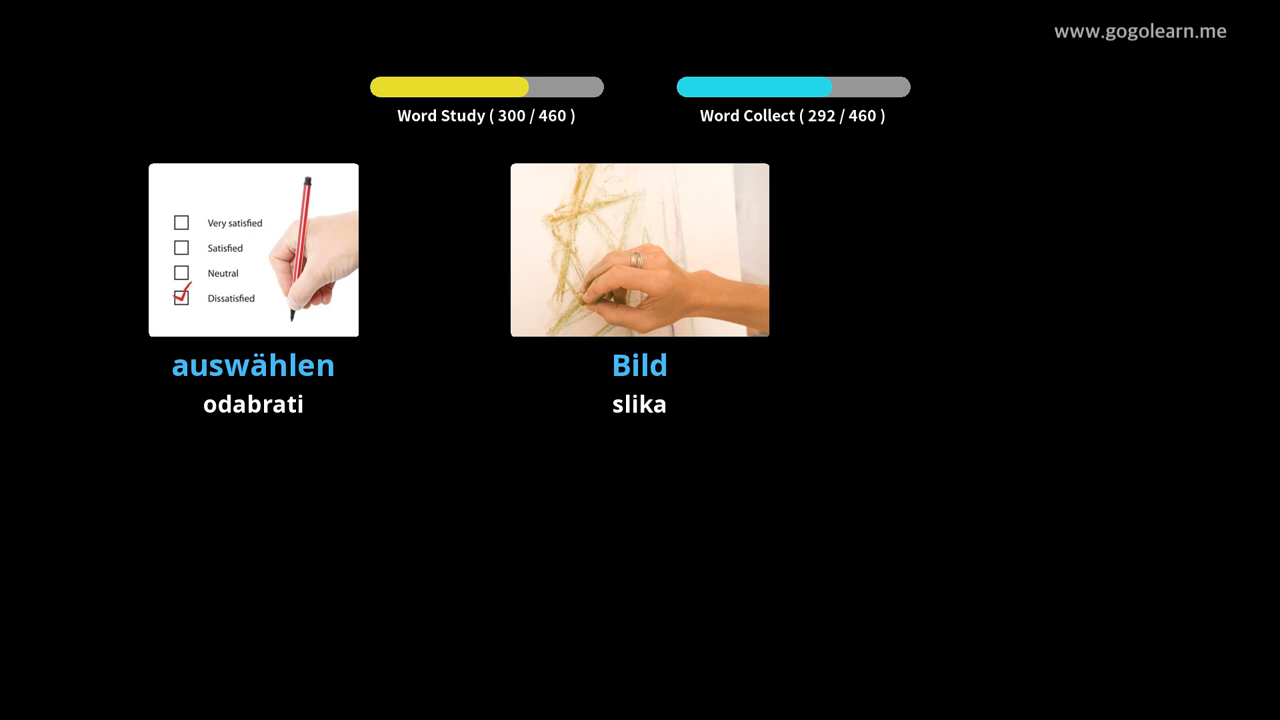 www.gogolearn.me
Word Study ( 300 / 460 )
Word Collect ( 292 / 460 )
Very satisfied
Satisfied
Neutral
Dissatisfied
auswählen
odabrati
Bild
slika